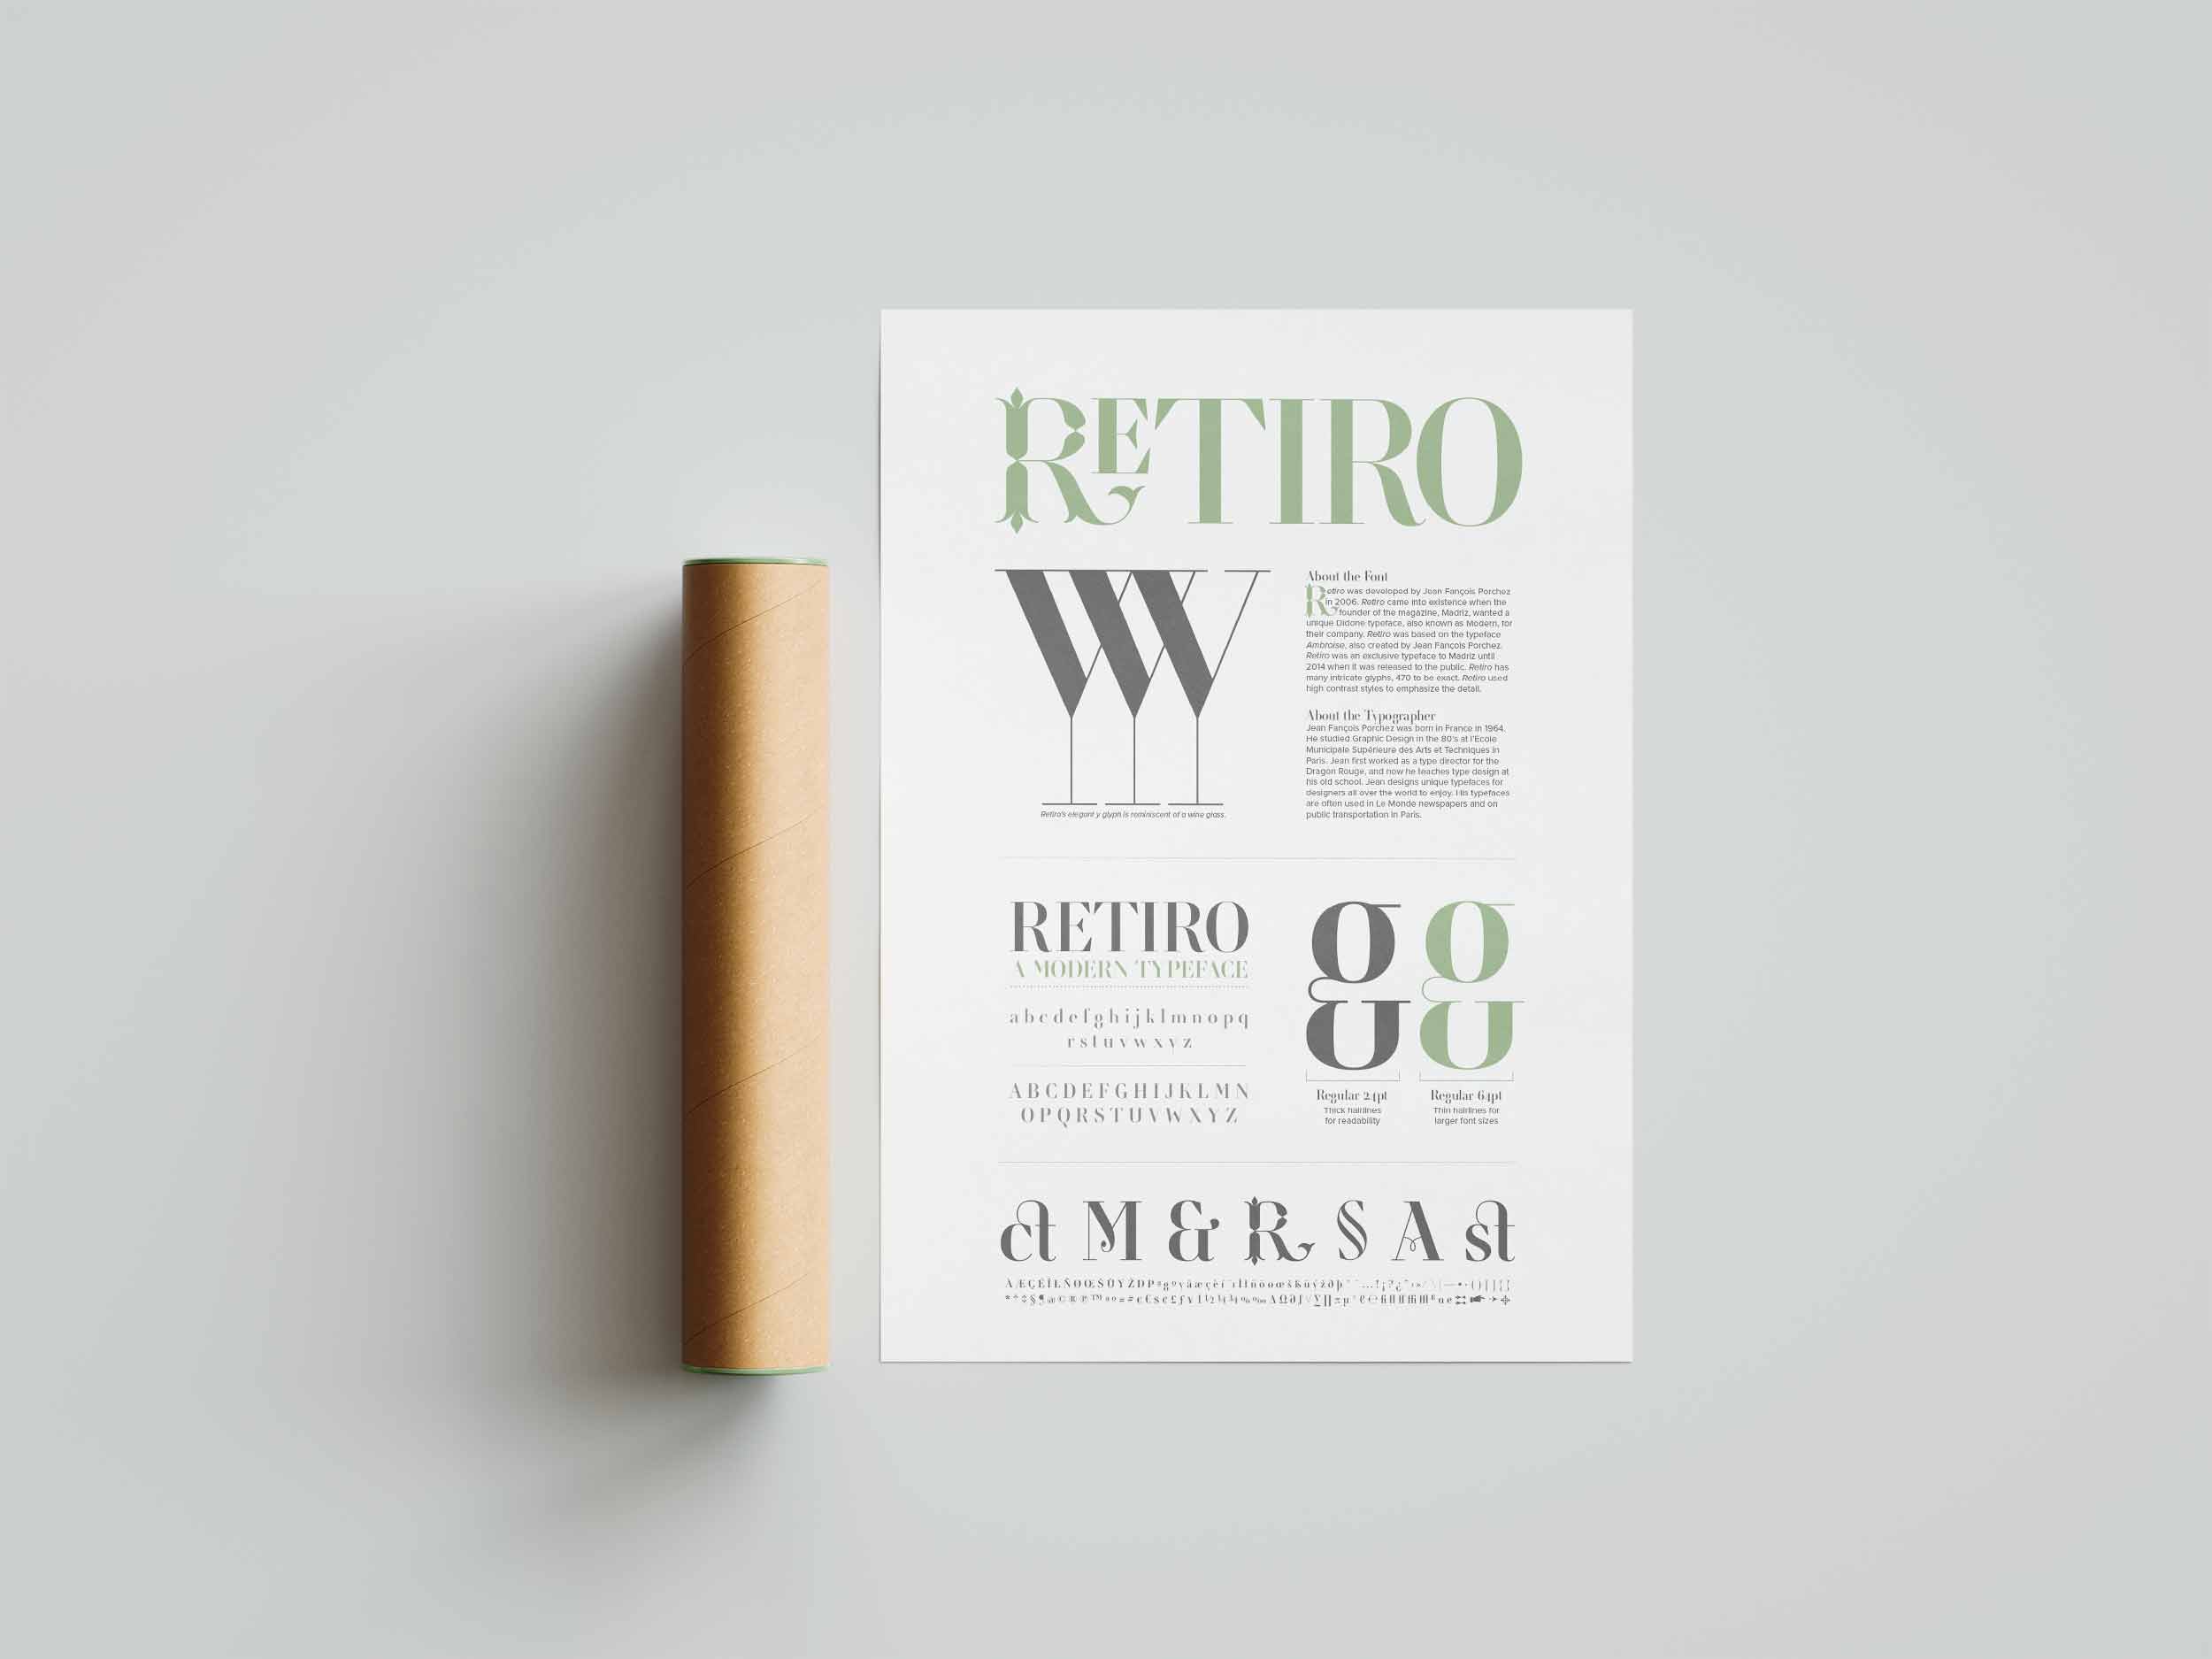 RETIRO
YYY
About the Font
Retiro was developed by Jean Fançois Porchez
in 2006. Retiro came into existence when the
founder of the magazine, Madriz, wanted a
unique Didone typeface, also known as Modern, for
their company. Retiro was based on the typeface
Ambroise, also created by Jean Fançois Porchez.
Retiro was an exclusive typeface to Madriz until
2014 when it was released to the public. Retiro has
many intricate glyphs, 470 to be exact. Retiro used
high contrast styles to emphasize the detail.
About the Typographer
Jean Fançois Porchez was born in France in 1964.
He studied Graphic Design in the 80's at l'Ecole
Municipale Supérieure des Arts et Techniques in
Paris. Jean first worked as a type director for the
Dragon Rouge, and now he teaches type design at
his old school. Jean designs unique typefaces for
designers all over the world to enjoy. His typefaces
are often used in Le Monde newspapers and on
public transportation in Paris.
Retiro's elegant y glyph is reminiscent of a wine glass.
RETIRO
A MODERN TYPEFACE
a b c d e f g h i j k l m n o p q
r s t u v w x y z
A B C D E F G H I J K L M N
O P Q R S T U V W X Y Z
g g
Regular 24pt
Thick hairlines
for readability
Regular 64pt
Thin hairlines for
larger font sizes
ct M & R § A st